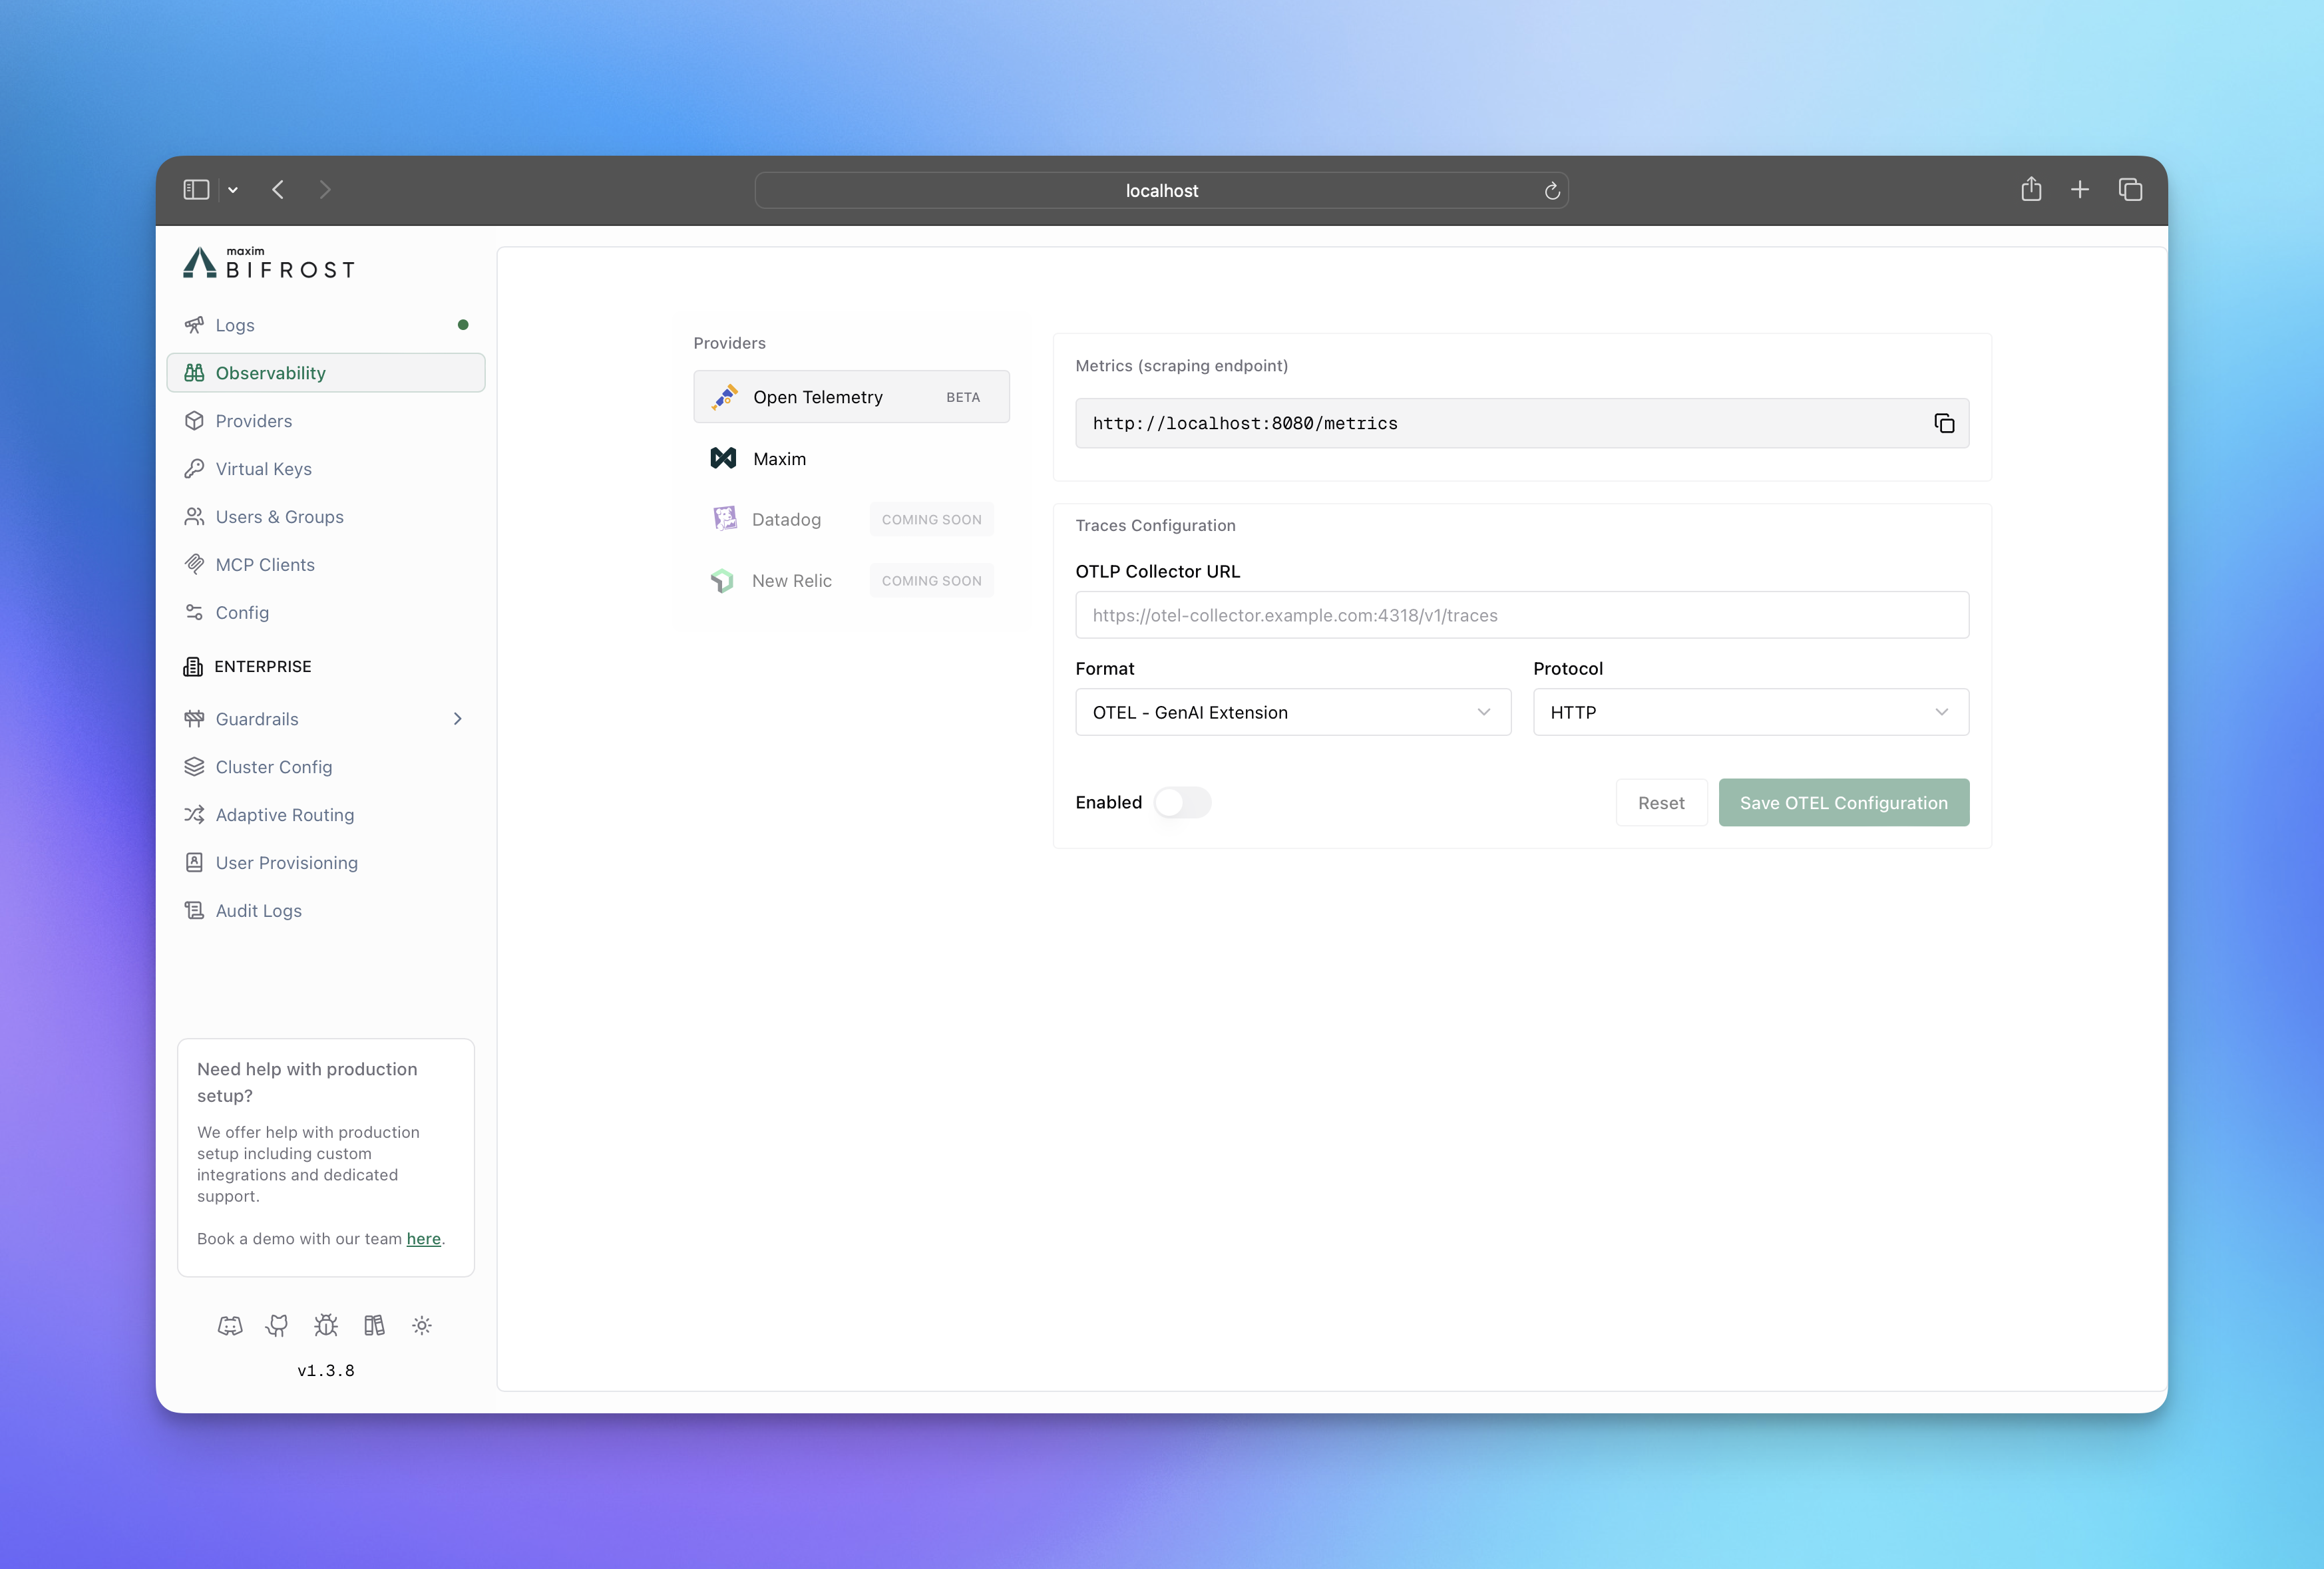 localhost
maxim
BIFROST
Logs
Observability
Providers
Virtual Keys
Users & Groups
MCP Clients
Config
ENTERPRISE
Guardrails
Cluster Config
Adaptive Routing
User Provisioning
Audit Logs
Need help with production
setup?
We offer help with production
setup including custom
integrations and dedicated
support.
Book a demo with our team here.
v1.3.8
Providers
Open Telemetry BETA
Maxim
Datadog COMING SOON
New Relic COMING SOON
Metrics (scraping endpoint)
http://localhost:8080/metrics
Traces Configuration
OTLP Collector URL
https://otel-collector.example.com:4318/v1/traces
Format Protocol
OTEL - GenAI Extension HTTP
Enabled Reset Save OTEL Configuration